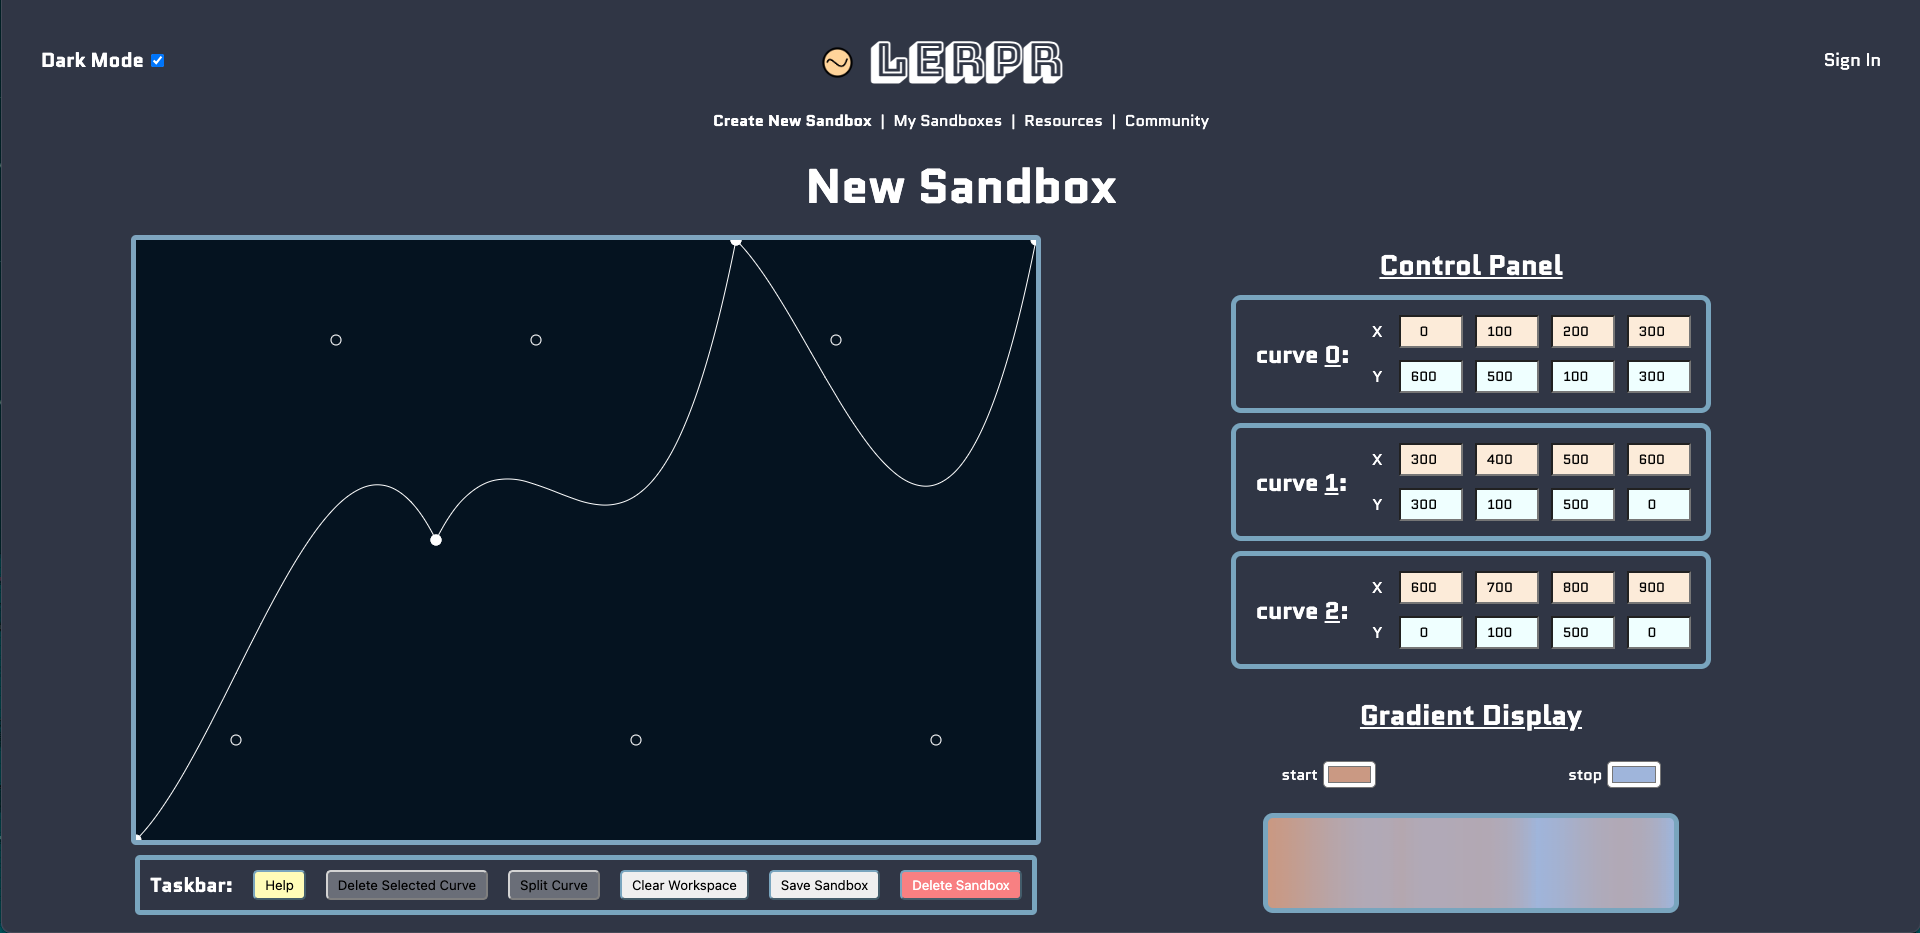 Dark Mode
LERPR
Sign In
Create New Sandbox | My Sandboxes | Resources | Community
New Sandbox
Control Panel
curve 0:
X 0 100 200 300
Y 600 500 100 300
curve 1:
X 300 400 500 600
Y 300 100 500 0
curve 2:
X 600 700 800 900
Y 0 100 500 0
Gradient Display
start
stop
Taskbar: Help Delete Selected Curve Split Curve Clear Workspace Save Sandbox Delete Sandbox